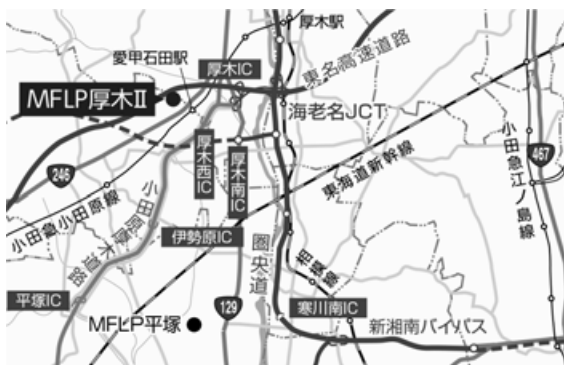 厚木駅
愛甲石田駅
厚木IC
東名高速道路
MFLP厚木II
海老名JCT
小田急江ノ島線
467
246
厚木西IC
厚木南IC
東海道新幹線
小田急小田原線
小田原厚木道路
伊勢原IC
圏央道
相模線
平塚IC
129
寒川南IC
MFLP平塚
新湘南バイパス